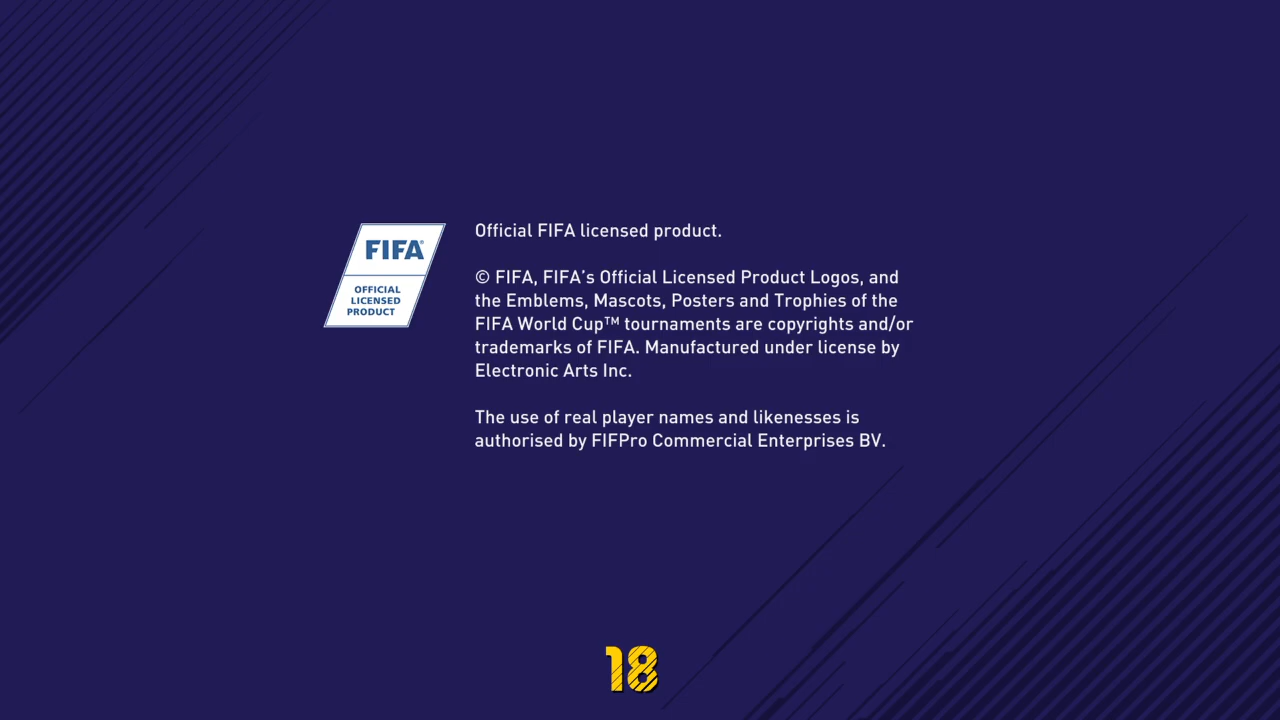 FIFA®
OFFICIAL
LICENSED
PRODUCT
Official FIFA licensed product.
© FIFA, FIFA's Official Licensed Product Logos, and
the Emblems, Mascots, Posters and Trophies of the
FIFA World Cup™ tournaments are copyrights and/or
trademarks of FIFA. Manufactured under license by
Electronic Arts Inc.
The use of real player names and likenesses is
authorised by FIFPro Commercial Enterprises BV.
18